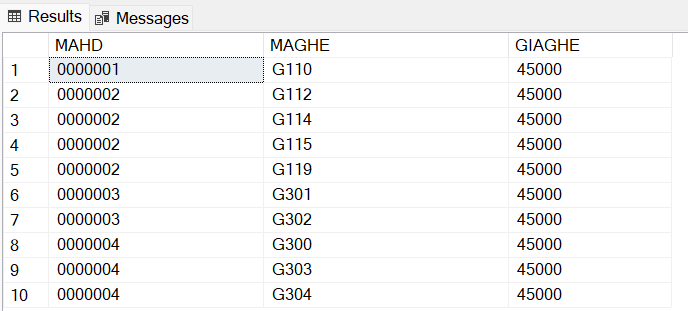 Results Messages
MAHD MAGHE GIAGHE
1 0000001 G110 45000
2 0000002 G112 45000
3 0000002 G114 45000
4 0000002 G115 45000
5 0000002 G119 45000
6 0000003 G301 45000
7 0000003 G302 45000
8 0000004 G300 45000
9 0000004 G303 45000
10 0000004 G304 45000